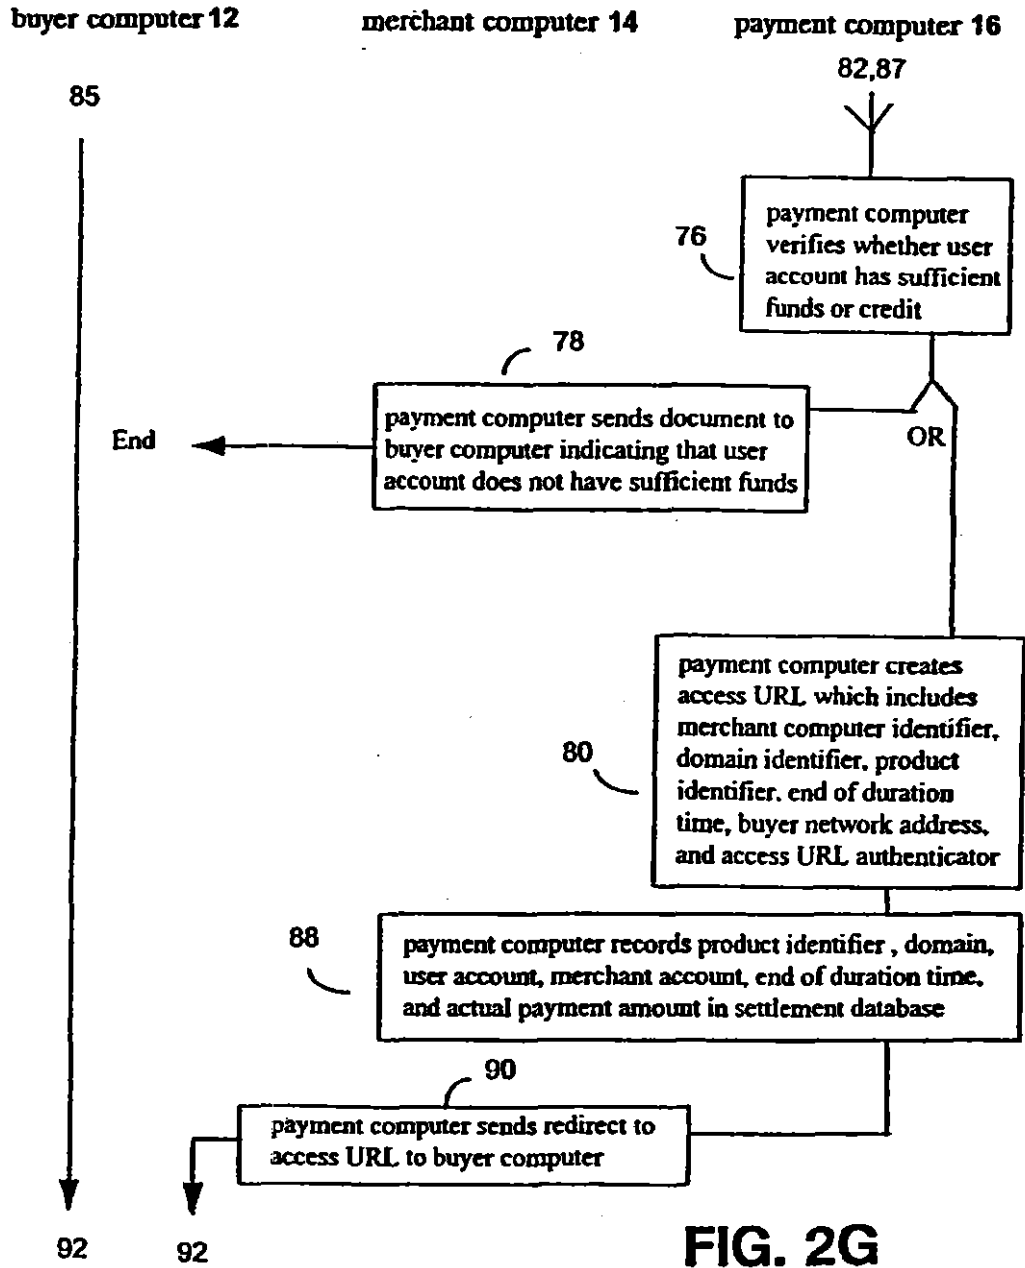 buyer computer 12
merchant computer 14
payment computer 16
82,87
85
payment computer
verifies whether user
account has sufficient
funds or credit
76
78
payment computer sends document to
buyer computer indicating that user
account does not have sufficient funds
End
OR
payment computer creates
access URL which includes
merchant computer identifier,
domain identifier, product
identifier, end of duration
time, buyer network address,
and access URL authenticator
80
88
payment computer records product identifier , domain,
user account, merchant account, end of duration time,
and actual payment amount in settlement database
90
payment computer sends redirect to
access URL to buyer computer
92
92
FIG. 2G